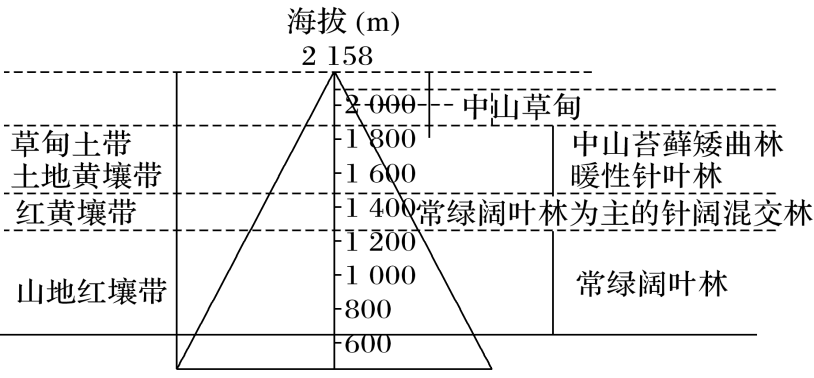 海拔 (m)
2 158
2 000
中山草甸
1 800
草甸土带
中山苔藓矮曲林
1 600
土地黄壤带
暖性针叶林
1 400
红黄壤带
常绿阔叶林为主的针阔混交林
1 200
1 000
山地红壤带
常绿阔叶林
800
600